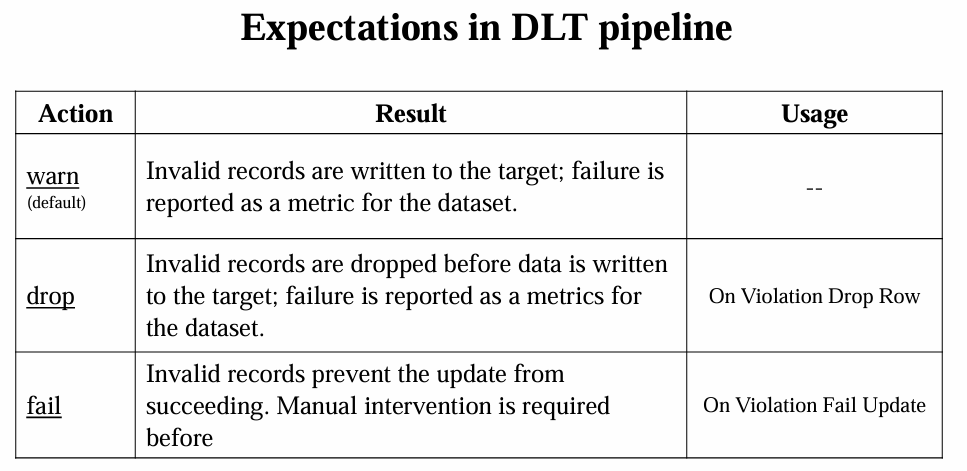 Expectations in DLT pipeline
Action Result Usage
warn
(default)
Invalid records are written to the target; failure is
reported as a metric for the dataset.
--
drop
Invalid records are dropped before data is written
to the target; failure is reported as a metrics for
the dataset.
On Violation Drop Row
fail
Invalid records prevent the update from
succeeding. Manual intervention is required
before
On Violation Fail Update